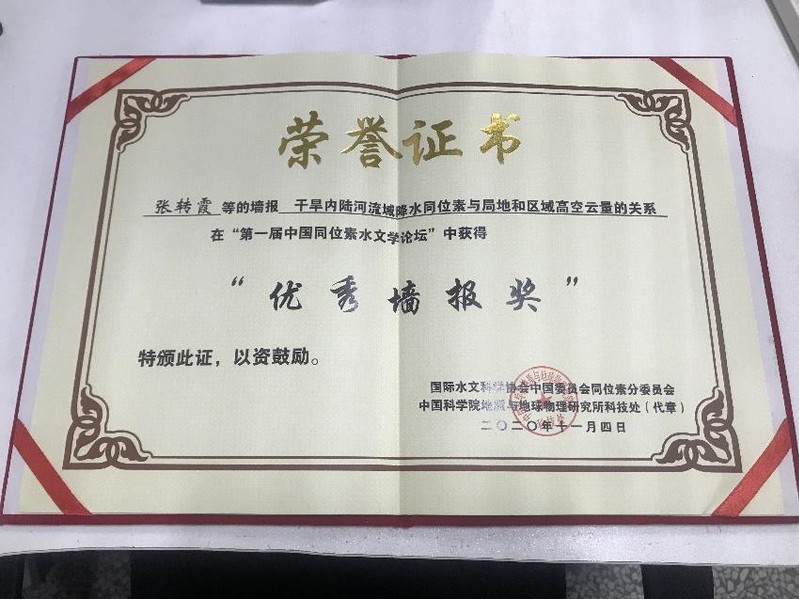 荣誉证书
张转霞 等的墙报 干旱内陆河流域降水同位素与局地和区域高空云量的关系
在“第一届中国同位素水文学论坛”中获得
“优秀墙报奖”
特颁此证，以资鼓励。
国际水文科学协会中国委员会同位素分委员会
中国科学院地质与地球物理研究所科技处（代章）
二〇二〇年十一月四日